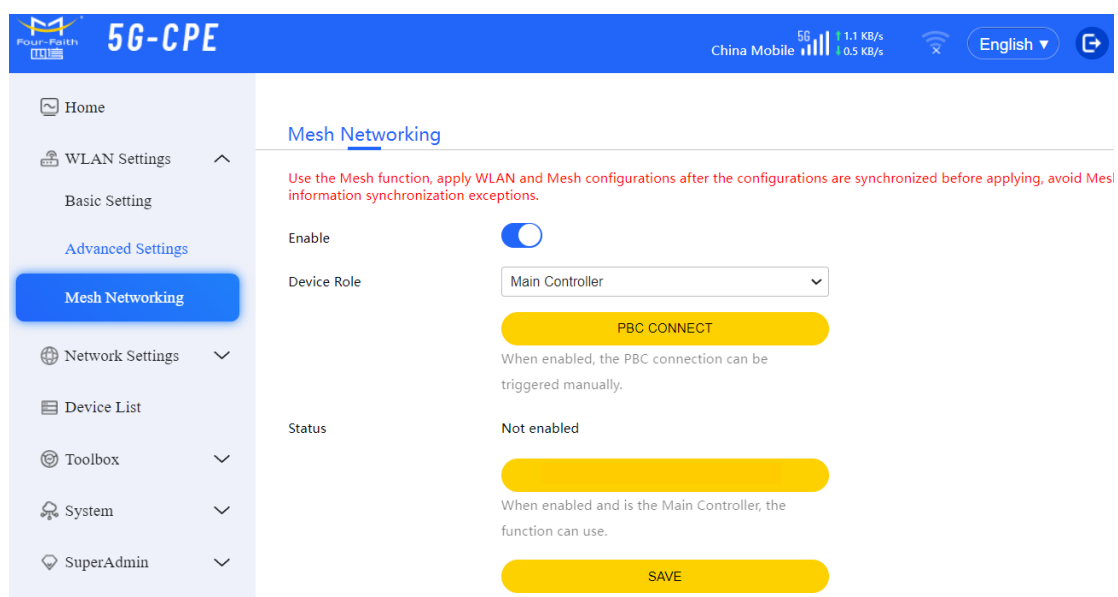 Four-Faith
四信
5G-CPE
5G
1.1 KB/s
China Mobile
0.5 KB/s
English
Home
WLAN Settings
Basic Setting
Advanced Settings
Mesh Networking
Network Settings
Device List
Toolbox
System
SuperAdmin
Mesh Networking
Use the Mesh function, apply WLAN and Mesh configurations after the configurations are synchronized before applying, avoid Mesh
information synchronization exceptions.
Enable
Device Role
Main Controller
PBC CONNECT
When enabled, the PBC connection can be
triggered manually.
Status
Not enabled
When enabled and is the Main Controller, the
function can use.
SAVE